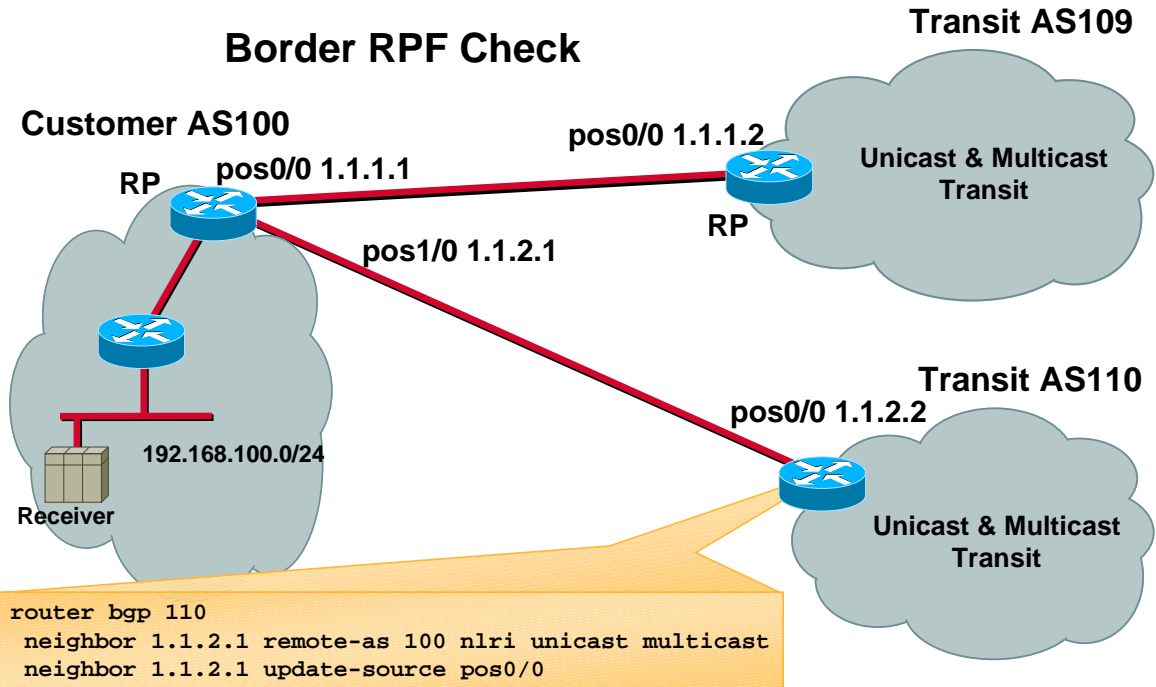 Border RPF Check
Transit AS109
Customer AS100
pos0/0 1.1.1.2
Unicast & Multicast
Transit
RP
pos0/0 1.1.1.1
RP
pos1/0 1.1.2.1
Transit AS110
pos0/0 1.1.2.2
192.168.100.0/24
Receiver
Unicast & Multicast
Transit
router bgp 110
neighbor 1.1.2.1 remote-as 100 nlri unicast multicast
neighbor 1.1.2.1 update-source pos0/0